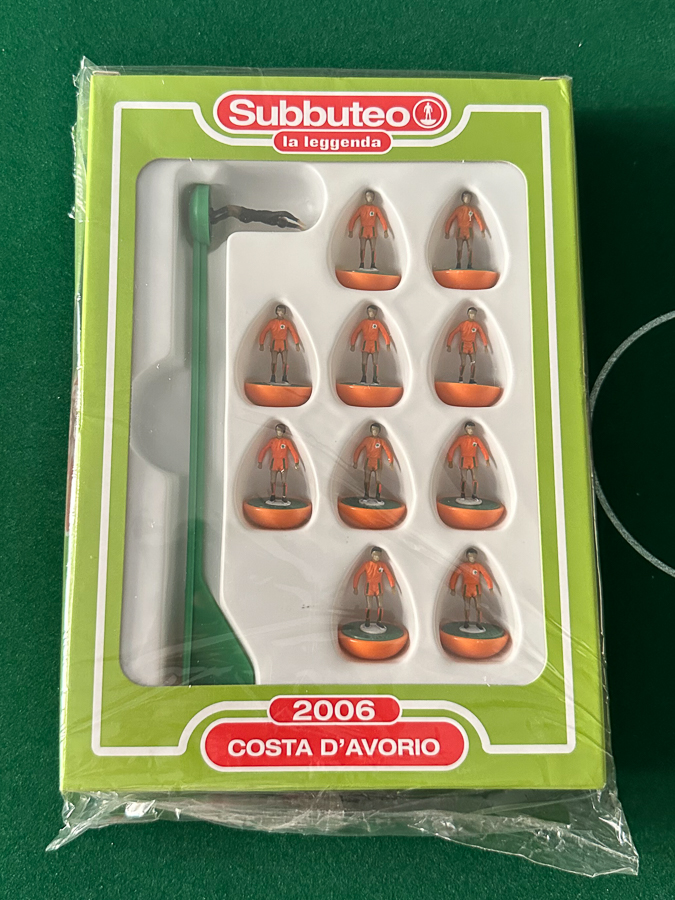 Subbuteo
la leggenda
2006
COSTA D'AVORIO